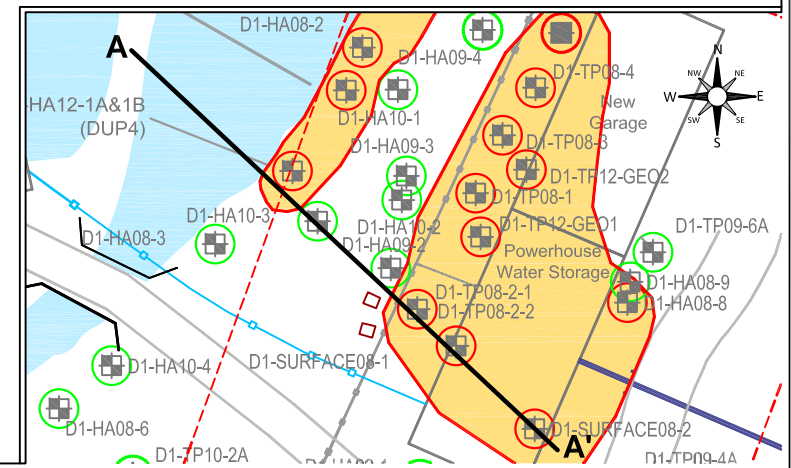 D1-HA08-2
A
D1-HA09-4
D1-TP08-4
-HA12-1A&1B
(DUP4)
D1-HA10-1
New
Garage
D1-HA09-3
D1-TP08-3
D1-TP12-GEO2
D1-TP08-1
D1-HA10-3
D1-HA10-2
D1-TP12-GEO1
D1-TP09-6A
D1-HA08-3
D1-HA09-2
Powerhouse
Water Storage
D1-HA08-9
D1-TP08-2-1
D1-HA08-8
D1-TP08-2-2
D1-HA10-4
D1-SURFACE08-1
D1-HA08-6
D1-SURFACE08-2
A'
D1-TP10-2A
D1-TP09-4A
N
NW
NE
W
E
SW
SE
S